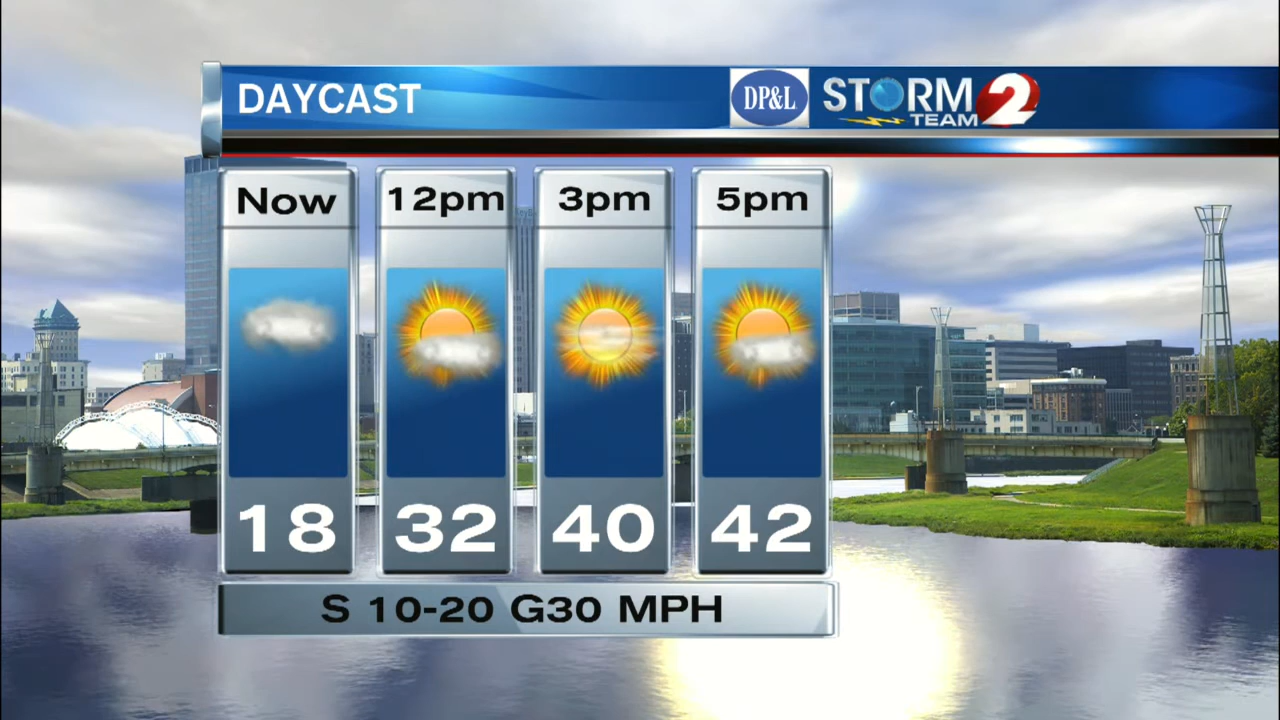 DAYCAST
DP&L
STORM
TEAM 2
Now
12pm
3pm
5pm
18
32
40
42
S 10-20 G30 MPH